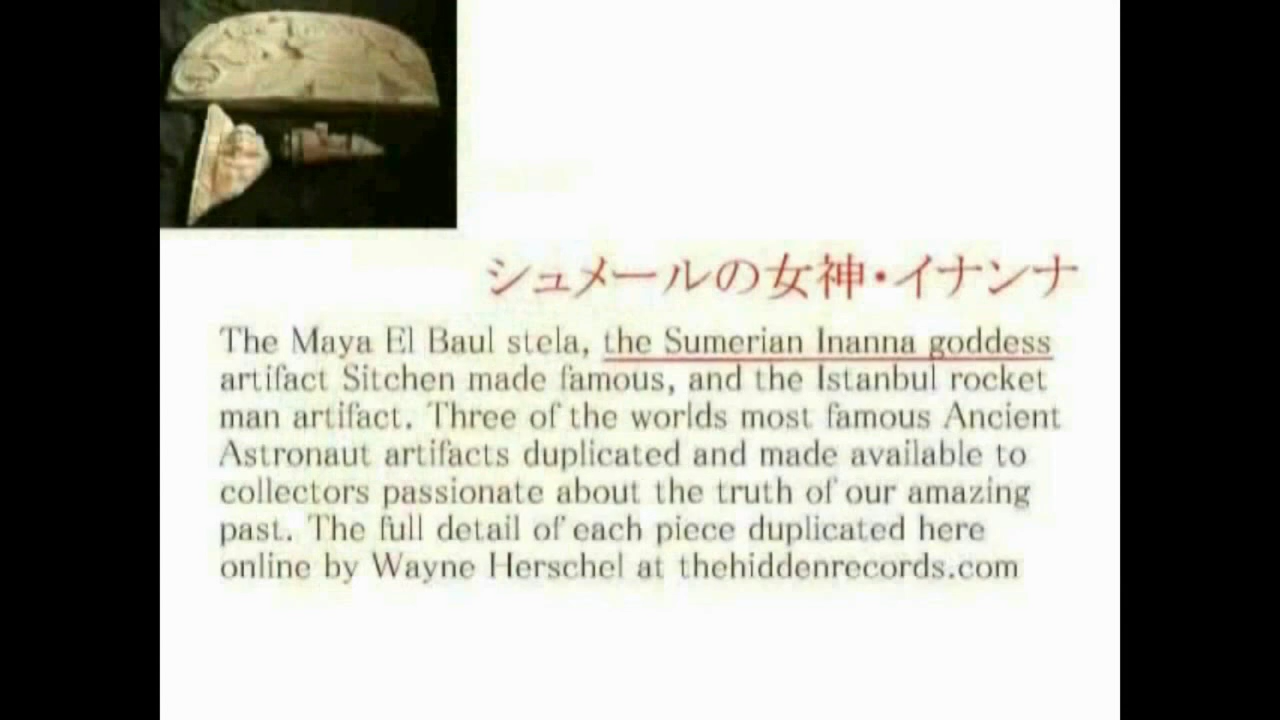 シュメールの女神・イナンナ
The Maya El Baul stela, the Sumerian Inanna goddess
artifact Sitchen made famous, and the Istanbul rocket
man artifact. Three of the worlds most famous Ancient
Astronaut artifacts duplicated and made available to
collectors passionate about the truth of our amazing
past. The full detail of each piece duplicated here
online by Wayne Herschel at thehiddenrecords.com